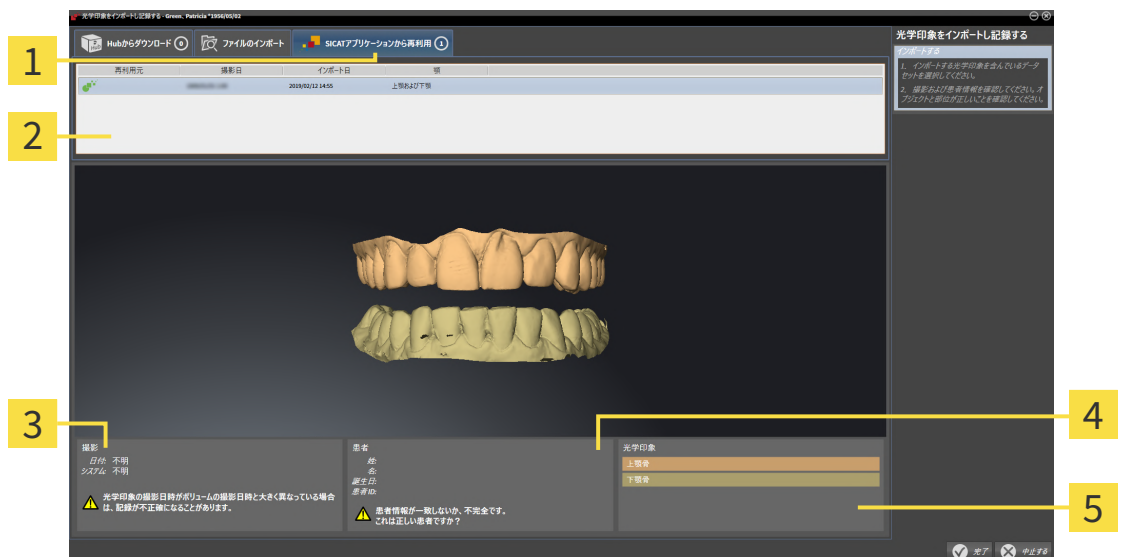 光学印象をインポートし記録する - Green, Patricia *1956/05/02
光学印象をインポートし記録する
Hubからダウンロード 0
ファイルのインポート
SICATアプリケーションから再利用 1
インポートする
1. インポートする光学印象を含んでいるデータ
セットを選択してください。
2. 撮影および患者情報を確認してください。オ
ブジェクトと部位が正しいことを確認してください。
再利用元 撮影日 インポート日 顎
2019/02/12 14:55 上顎および下顎
1
2
3
4
5
撮影
日付: 不明
システム: 不明
光学印象の撮影日時がボリュームの撮影日時と大きく異なっている場合
は、記録が不正確になることがあります。
患者
姓:
名:
誕生日:
患者ID:
患者情報が一致しないか、不完全です。
これは正しい患者ですか？
光学印象
上顎骨
下顎骨
完了
中止する